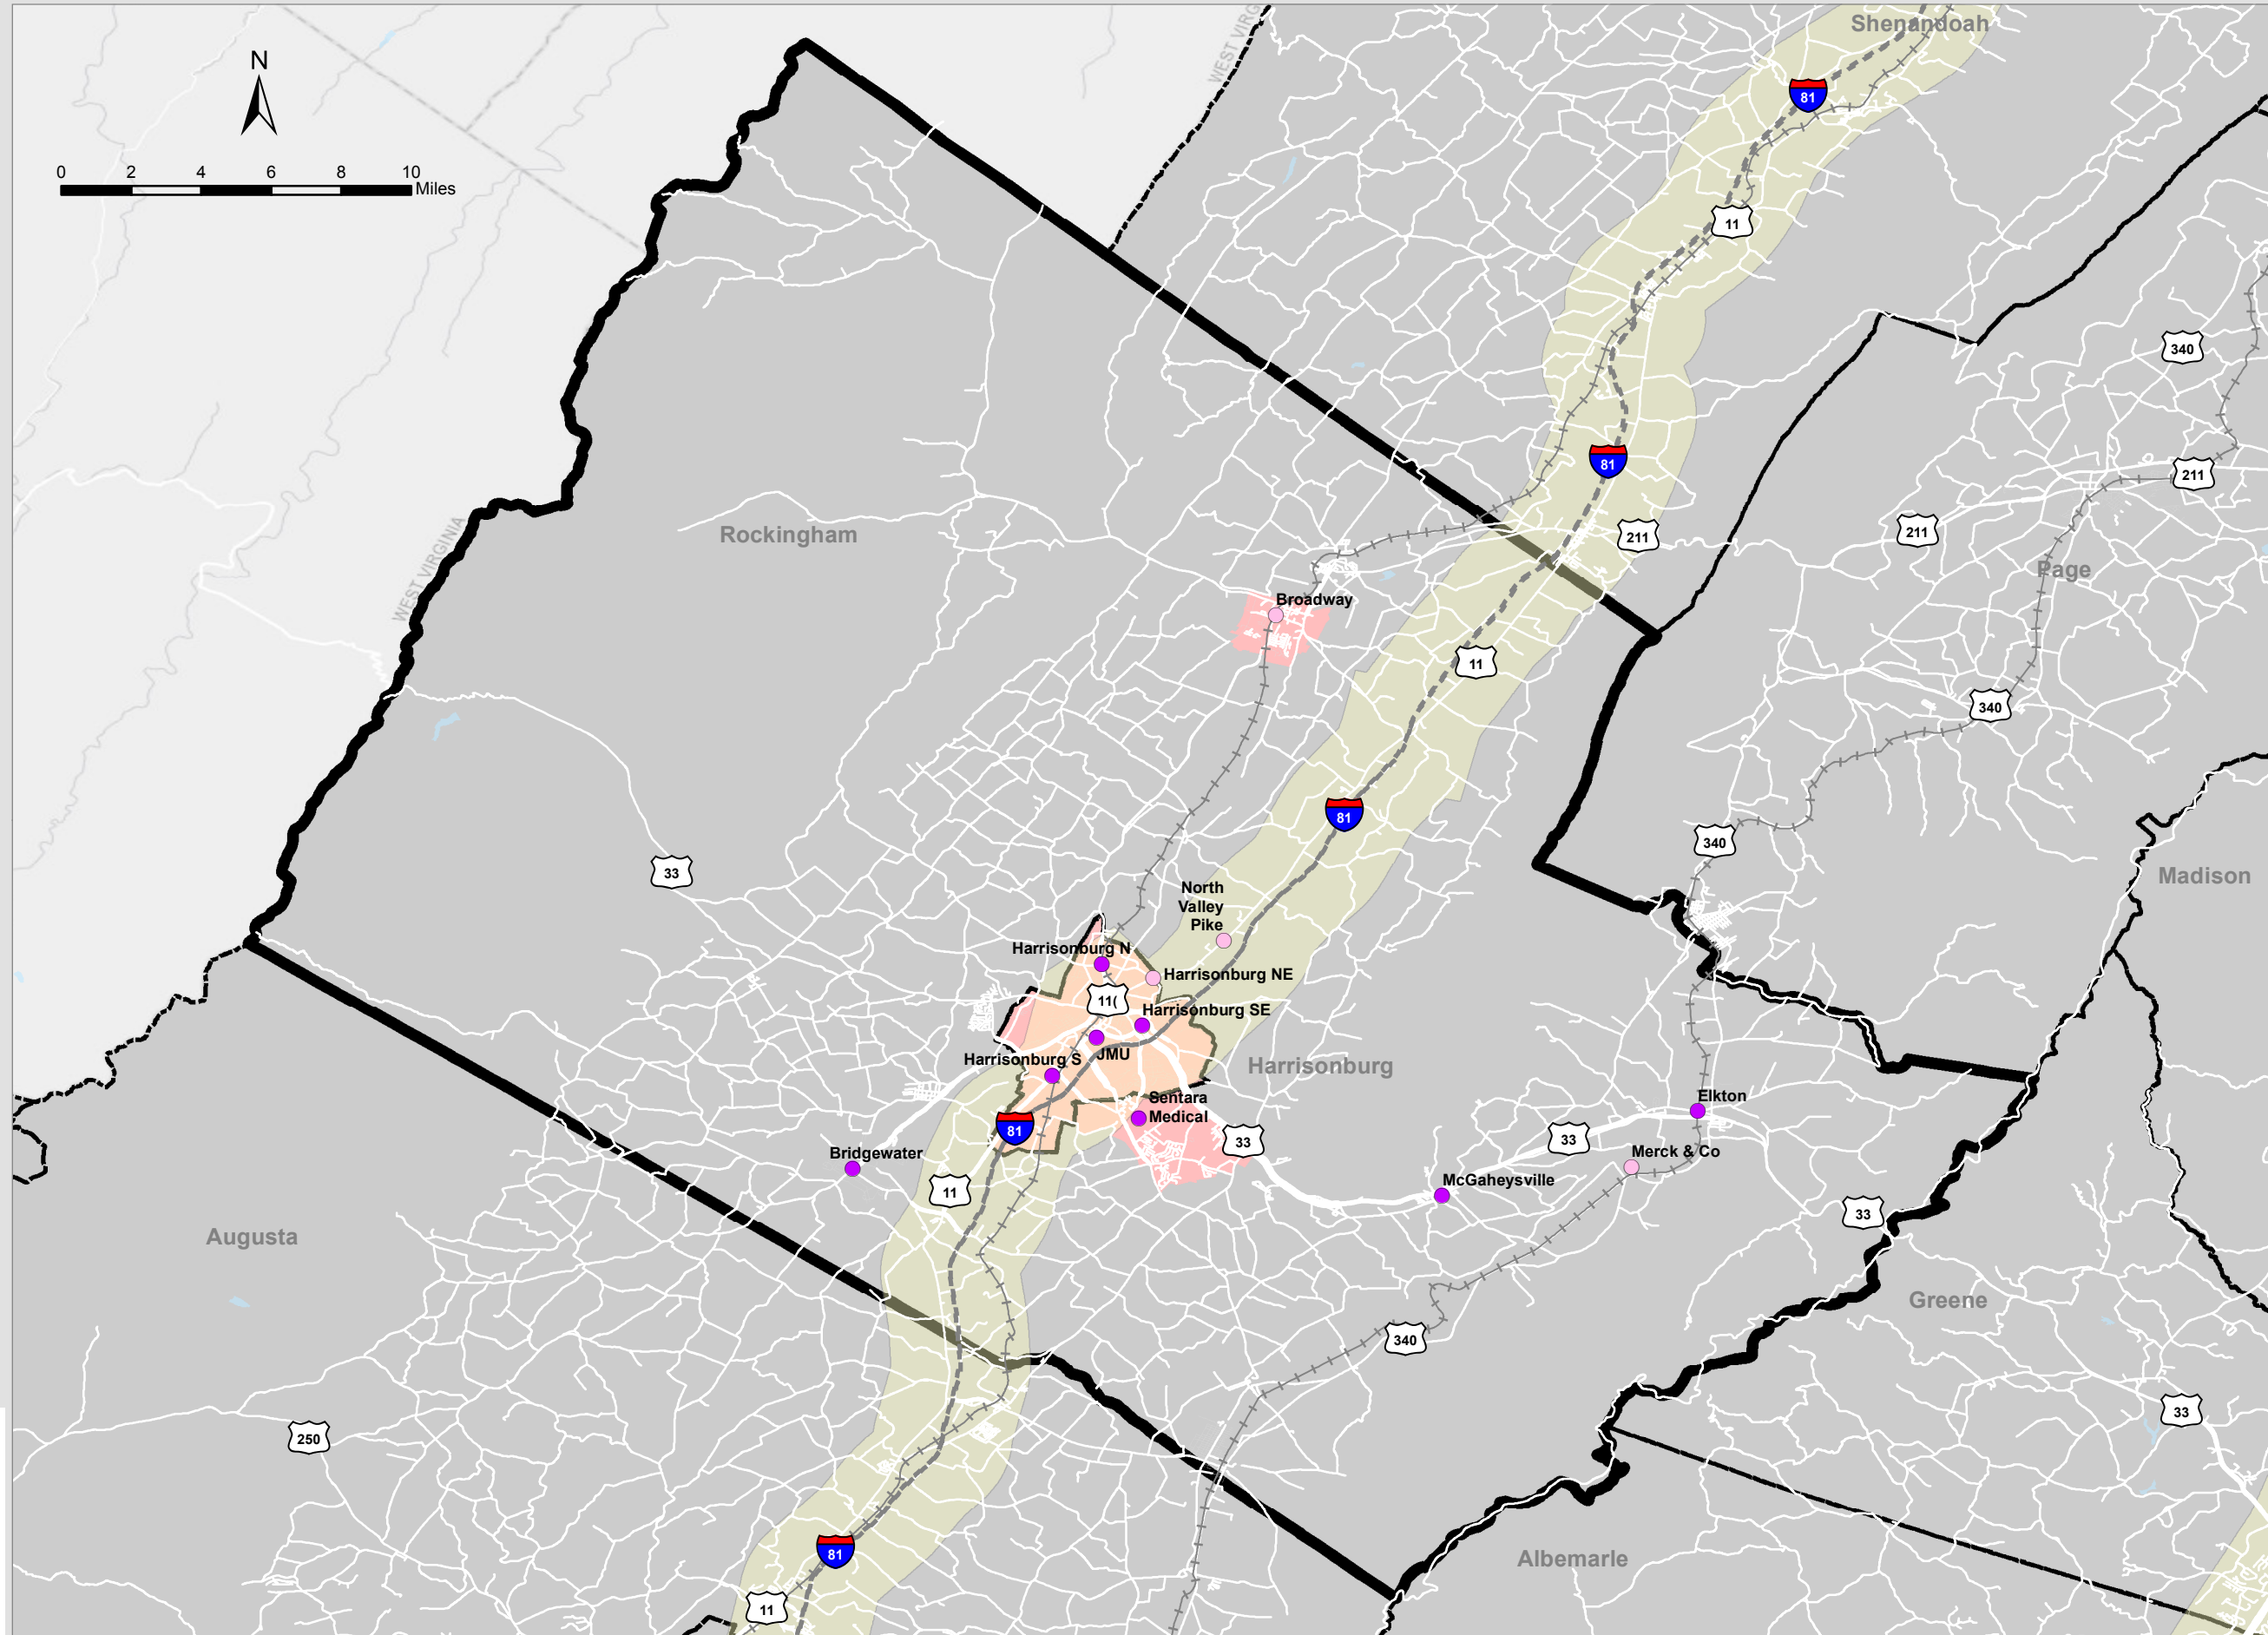 Shenandoah
WEST VIRG
N
81
0 2 4 6 8 10
Miles
11
340
81
211
211
211
Rockingham
WEST VIRGINIA
Page
Broadway
11
340
81
340
33
Madison
North
Valley
Pike
Harrisonburg N
Harrisonburg NE
11(
Harrisonburg SE
JMU
Harrisonburg S
Harrisonburg
Sentara
Medical
Elkton
81
33
33
Bridgewater
Merck & Co
McGaheysville
11
33
Augusta
Greene
340
33
250
81
Albemarle
11